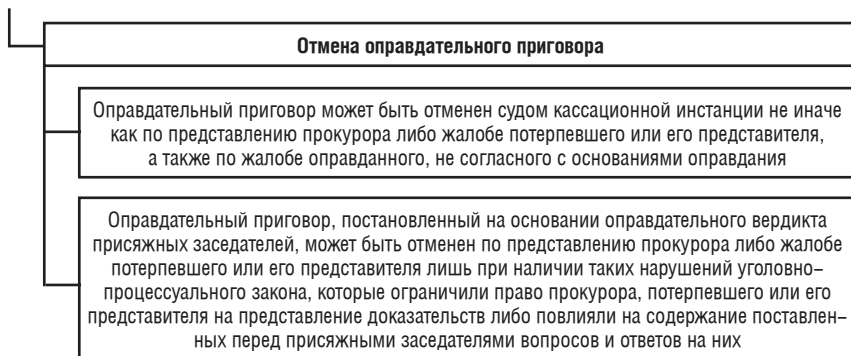 Отмена оправдательного приговора
Оправдательный приговор может быть отменен судом кассационной инстанции не иначе
как по представлению прокурора либо жалобе потерпевшего или его представителя,
а также по жалобе оправданного, не согласного с основаниями оправдания
Оправдательный приговор, постановленный на основании оправдательного вердикта
присяжных заседателей, может быть отменен по представлению прокурора либо жалобе
потерпевшего или его представителя лишь при наличии таких нарушений уголовно-
процессуального закона, которые ограничили право прокурора, потерпевшего или его
представителя на представление доказательств либо повлияли на содержание поставлен-
ных перед присяжными заседателями вопросов и ответов на них